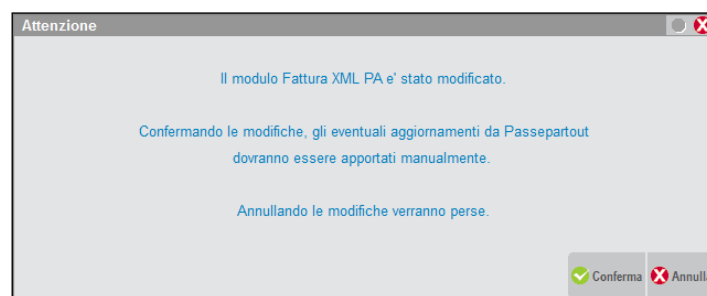 Attenzione
Il modulo Fattura XML PA e' stato modificato.
Confermando le modifiche, gli eventuali aggiornamenti da Passepartout
dovranno essere apportati manualmente.
Annullando le modifiche verranno perse.
Conferma Annulla